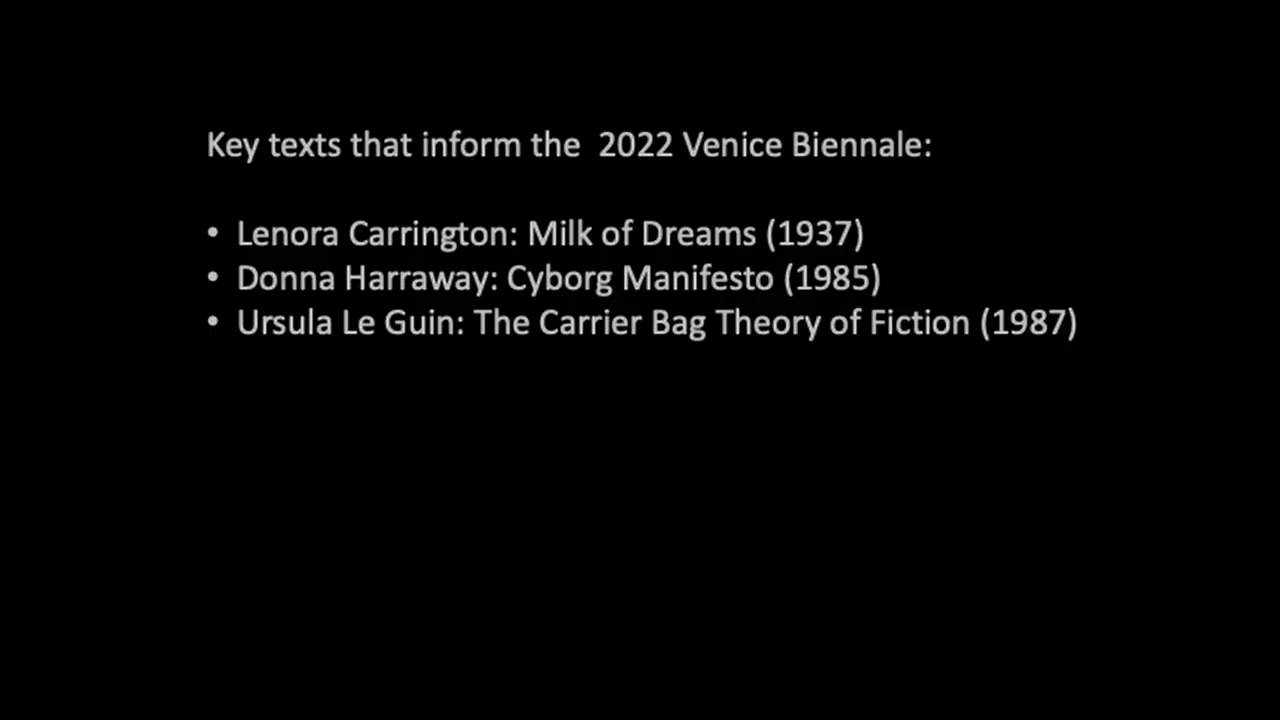 Key texts that inform the  2022 Venice Biennale:
• Lenora Carrington: Milk of Dreams (1937)
• Donna Harraway: Cyborg Manifesto (1985)
• Ursula Le Guin: The Carrier Bag Theory of Fiction (1987)